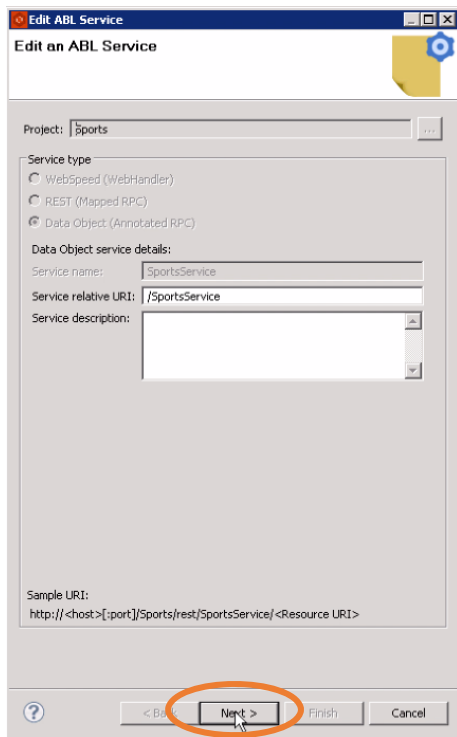 Edit ABL Service
Edit an ABL Service
Project: Sports
...
Service type
WebSpeed (WebHandler)
REST (Mapped RPC)
Data Object (Annotated RPC)
Data Object service details:
Service name: SportsService
Service relative URI: /SportsService
Service description:
Sample URI:
http://<host>[:port]/Sports/rest/SportsService/<Resource URI>
? < Back Next > Finish Cancel